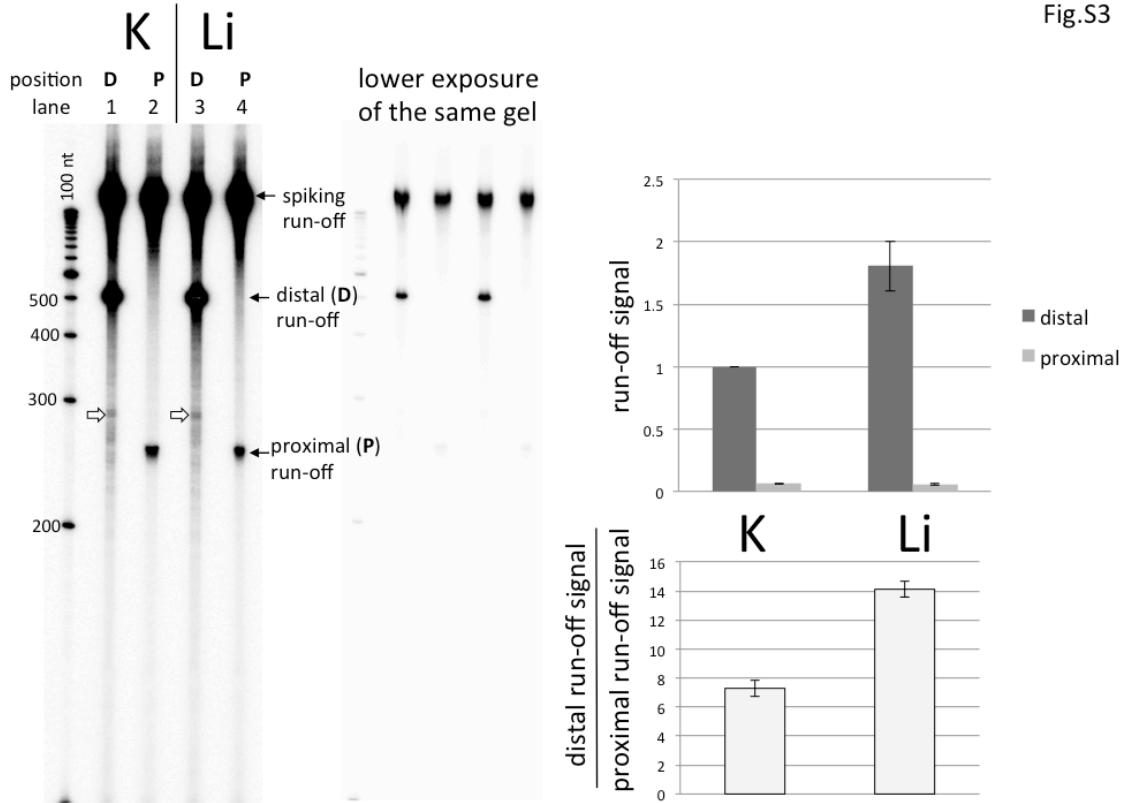 Fig.S3
K Li
position D P D P
lane 1 2 3 4
100 nt
500
400
300
200
spiking
run-off
distal (D)
run-off
proximal (P)
run-off
lower exposure
of the same gel
run-off signal
2.5
2
1.5
1
0.5
0
distal
proximal
K Li
distal run-off signal
proximal run-off signal
16
14
12
10
8
6
4
2
0